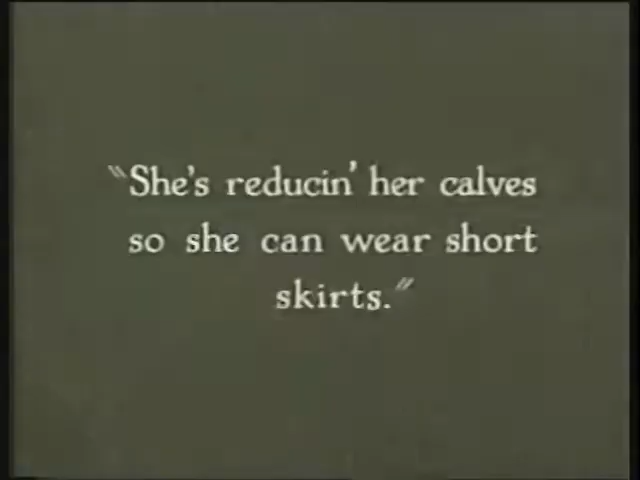 "She's reducin' her calves
so she can wear short
skirts."